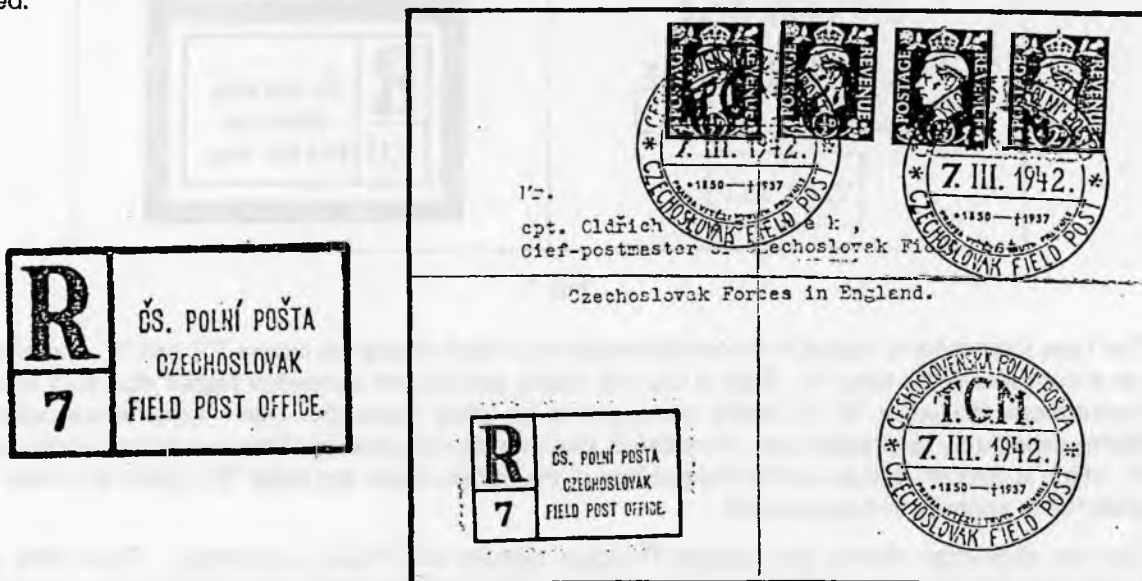 ed.
POSTAGE REVENUE POSTAGE REVENUE POSTAGE REVENUE POSTAGE REVENUE
7. III. 1942.
*1850—†1937
CZECHOSLOVAK FIELD POST
7. III. 1942.
*1850—†1937
CZECHOSLOVAK FIELD POST
cpt. Oldřich
Cief-postmaster of
Czechoslovak Forces in England.
R
7
ČS. POLNÍ POŠTA
CZECHOSLOVAK
FIELD POST OFFICE.
R
7
ČS. POLNÍ POŠTA
CZECHOSLOVAK
FIELD POST OFFICE.
ČESKOSLOVENSKÁ POLNÍ POŠTA
T.G.M.
7. III. 1942.
*1850—†1937
CZECHOSLOVAK FIELD POST